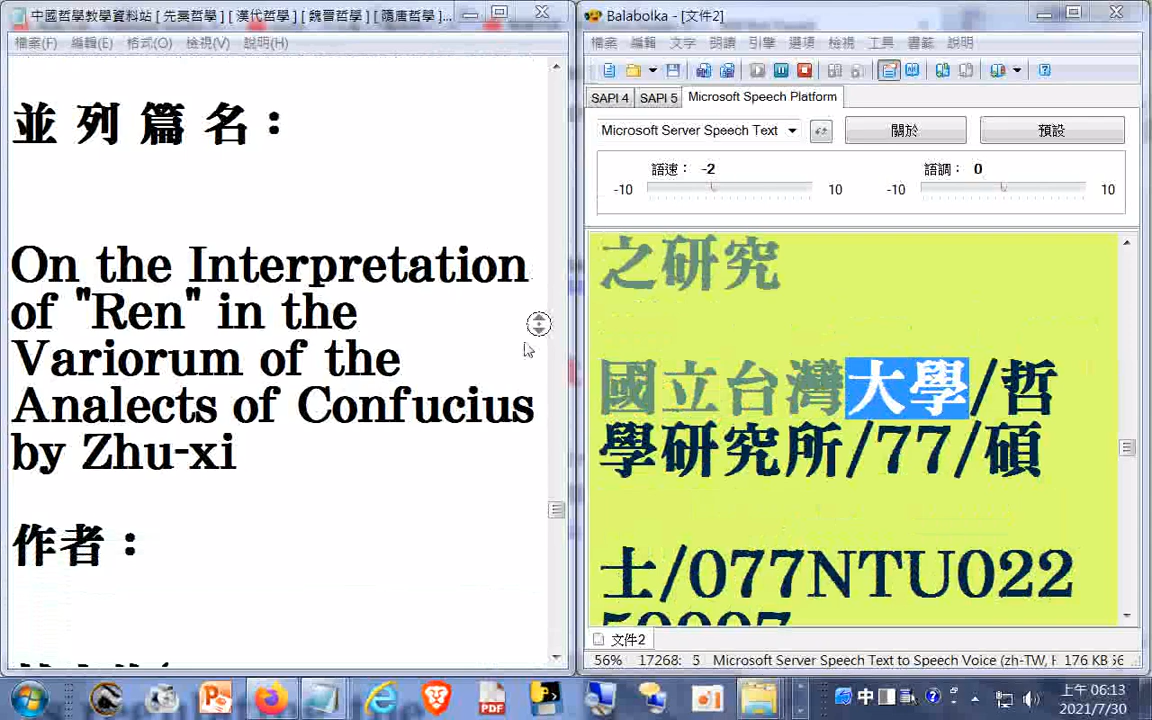 中國哲學教學資料站 [ 先秦哲學 ] [ 漢代哲學 ] [ 魏晉哲學 ] [ 隋唐哲學 ]...
檔案(F) 編輯(E) 格式(O) 檢視(V) 說明(H)
並 列 篇 名：
On the Interpretation
of "Ren" in the
Variorum of the
Analects of Confucius
by Zhu-xi
作者：
Balabolka - [文件2]
檔案 編輯 文字 朗讀 引擎 選項 檢視 工具 書籤 說明
SAPI 4 SAPI 5 Microsoft Speech Platform
Microsoft Server Speech Text 關於 預設
語速： -2 語調： 0
-10 10 -10 10
之研究
國立台灣大學/哲
學研究所/77/碩
士/077NTU022
文件2
56% 17268: 5 Microsoft Server Speech Text to Speech Voice (zh-TW, 176 KB
中
上午 06:13
2021/7/30